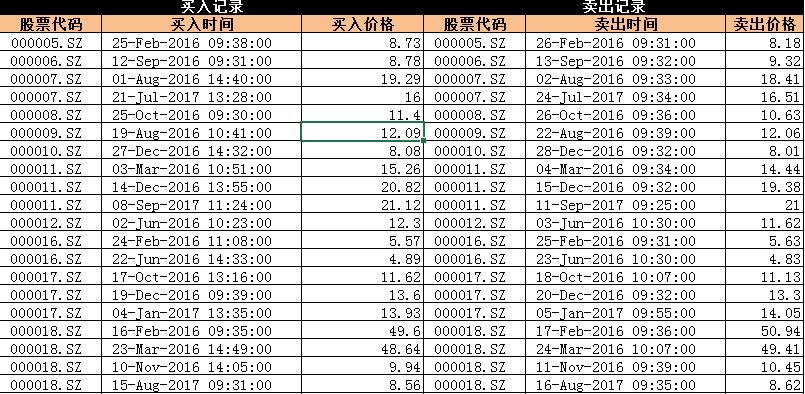 买入记录 卖出记录
股票代码 买入时间 买入价格 股票代码 卖出时间 卖出价格
000005.SZ 25-Feb-2016 09:38:00 8.73 000005.SZ 26-Feb-2016 09:31:00 8.18
000006.SZ 12-Sep-2016 09:31:00 8.78 000006.SZ 13-Sep-2016 09:32:00 9.32
000007.SZ 01-Aug-2016 14:40:00 19.29 000007.SZ 02-Aug-2016 09:33:00 18.41
000007.SZ 21-Jul-2017 13:28:00 16 000007.SZ 24-Jul-2017 09:34:00 16.51
000008.SZ 25-Oct-2016 09:30:00 11.4 000008.SZ 26-Oct-2016 09:36:00 10.63
000009.SZ 19-Aug-2016 10:41:00 12.09 000009.SZ 22-Aug-2016 09:39:00 12.06
000010.SZ 27-Dec-2016 14:32:00 8.08 000010.SZ 28-Dec-2016 09:32:00 8.01
000011.SZ 03-Mar-2016 10:51:00 15.26 000011.SZ 04-Mar-2016 09:34:00 14.44
000011.SZ 14-Dec-2016 13:55:00 20.82 000011.SZ 15-Dec-2016 09:32:00 19.38
000011.SZ 08-Sep-2017 11:24:00 21.12 000011.SZ 11-Sep-2017 09:25:00 21
000012.SZ 02-Jun-2016 10:23:00 12.3 000012.SZ 03-Jun-2016 10:30:00 11.62
000016.SZ 24-Feb-2016 11:08:00 5.57 000016.SZ 25-Feb-2016 09:31:00 5.63
000016.SZ 22-Jun-2016 14:33:00 4.89 000016.SZ 23-Jun-2016 10:30:00 4.83
000017.SZ 17-Oct-2016 13:16:00 11.62 000017.SZ 18-Oct-2016 10:07:00 11.13
000017.SZ 19-Dec-2016 09:39:00 13.6 000017.SZ 20-Dec-2016 09:32:00 13.3
000017.SZ 04-Jan-2017 13:35:00 13.93 000017.SZ 05-Jan-2017 09:55:00 14.05
000018.SZ 16-Feb-2016 09:35:00 49.6 000018.SZ 17-Feb-2016 09:36:00 50.94
000018.SZ 23-Mar-2016 14:49:00 48.64 000018.SZ 24-Mar-2016 10:07:00 49.41
000018.SZ 10-Nov-2016 14:05:00 9.94 000018.SZ 11-Nov-2016 09:39:00 10.45
000018.SZ 15-Aug-2017 09:31:00 8.56 000018.SZ 16-Aug-2017 09:35:00 8.62